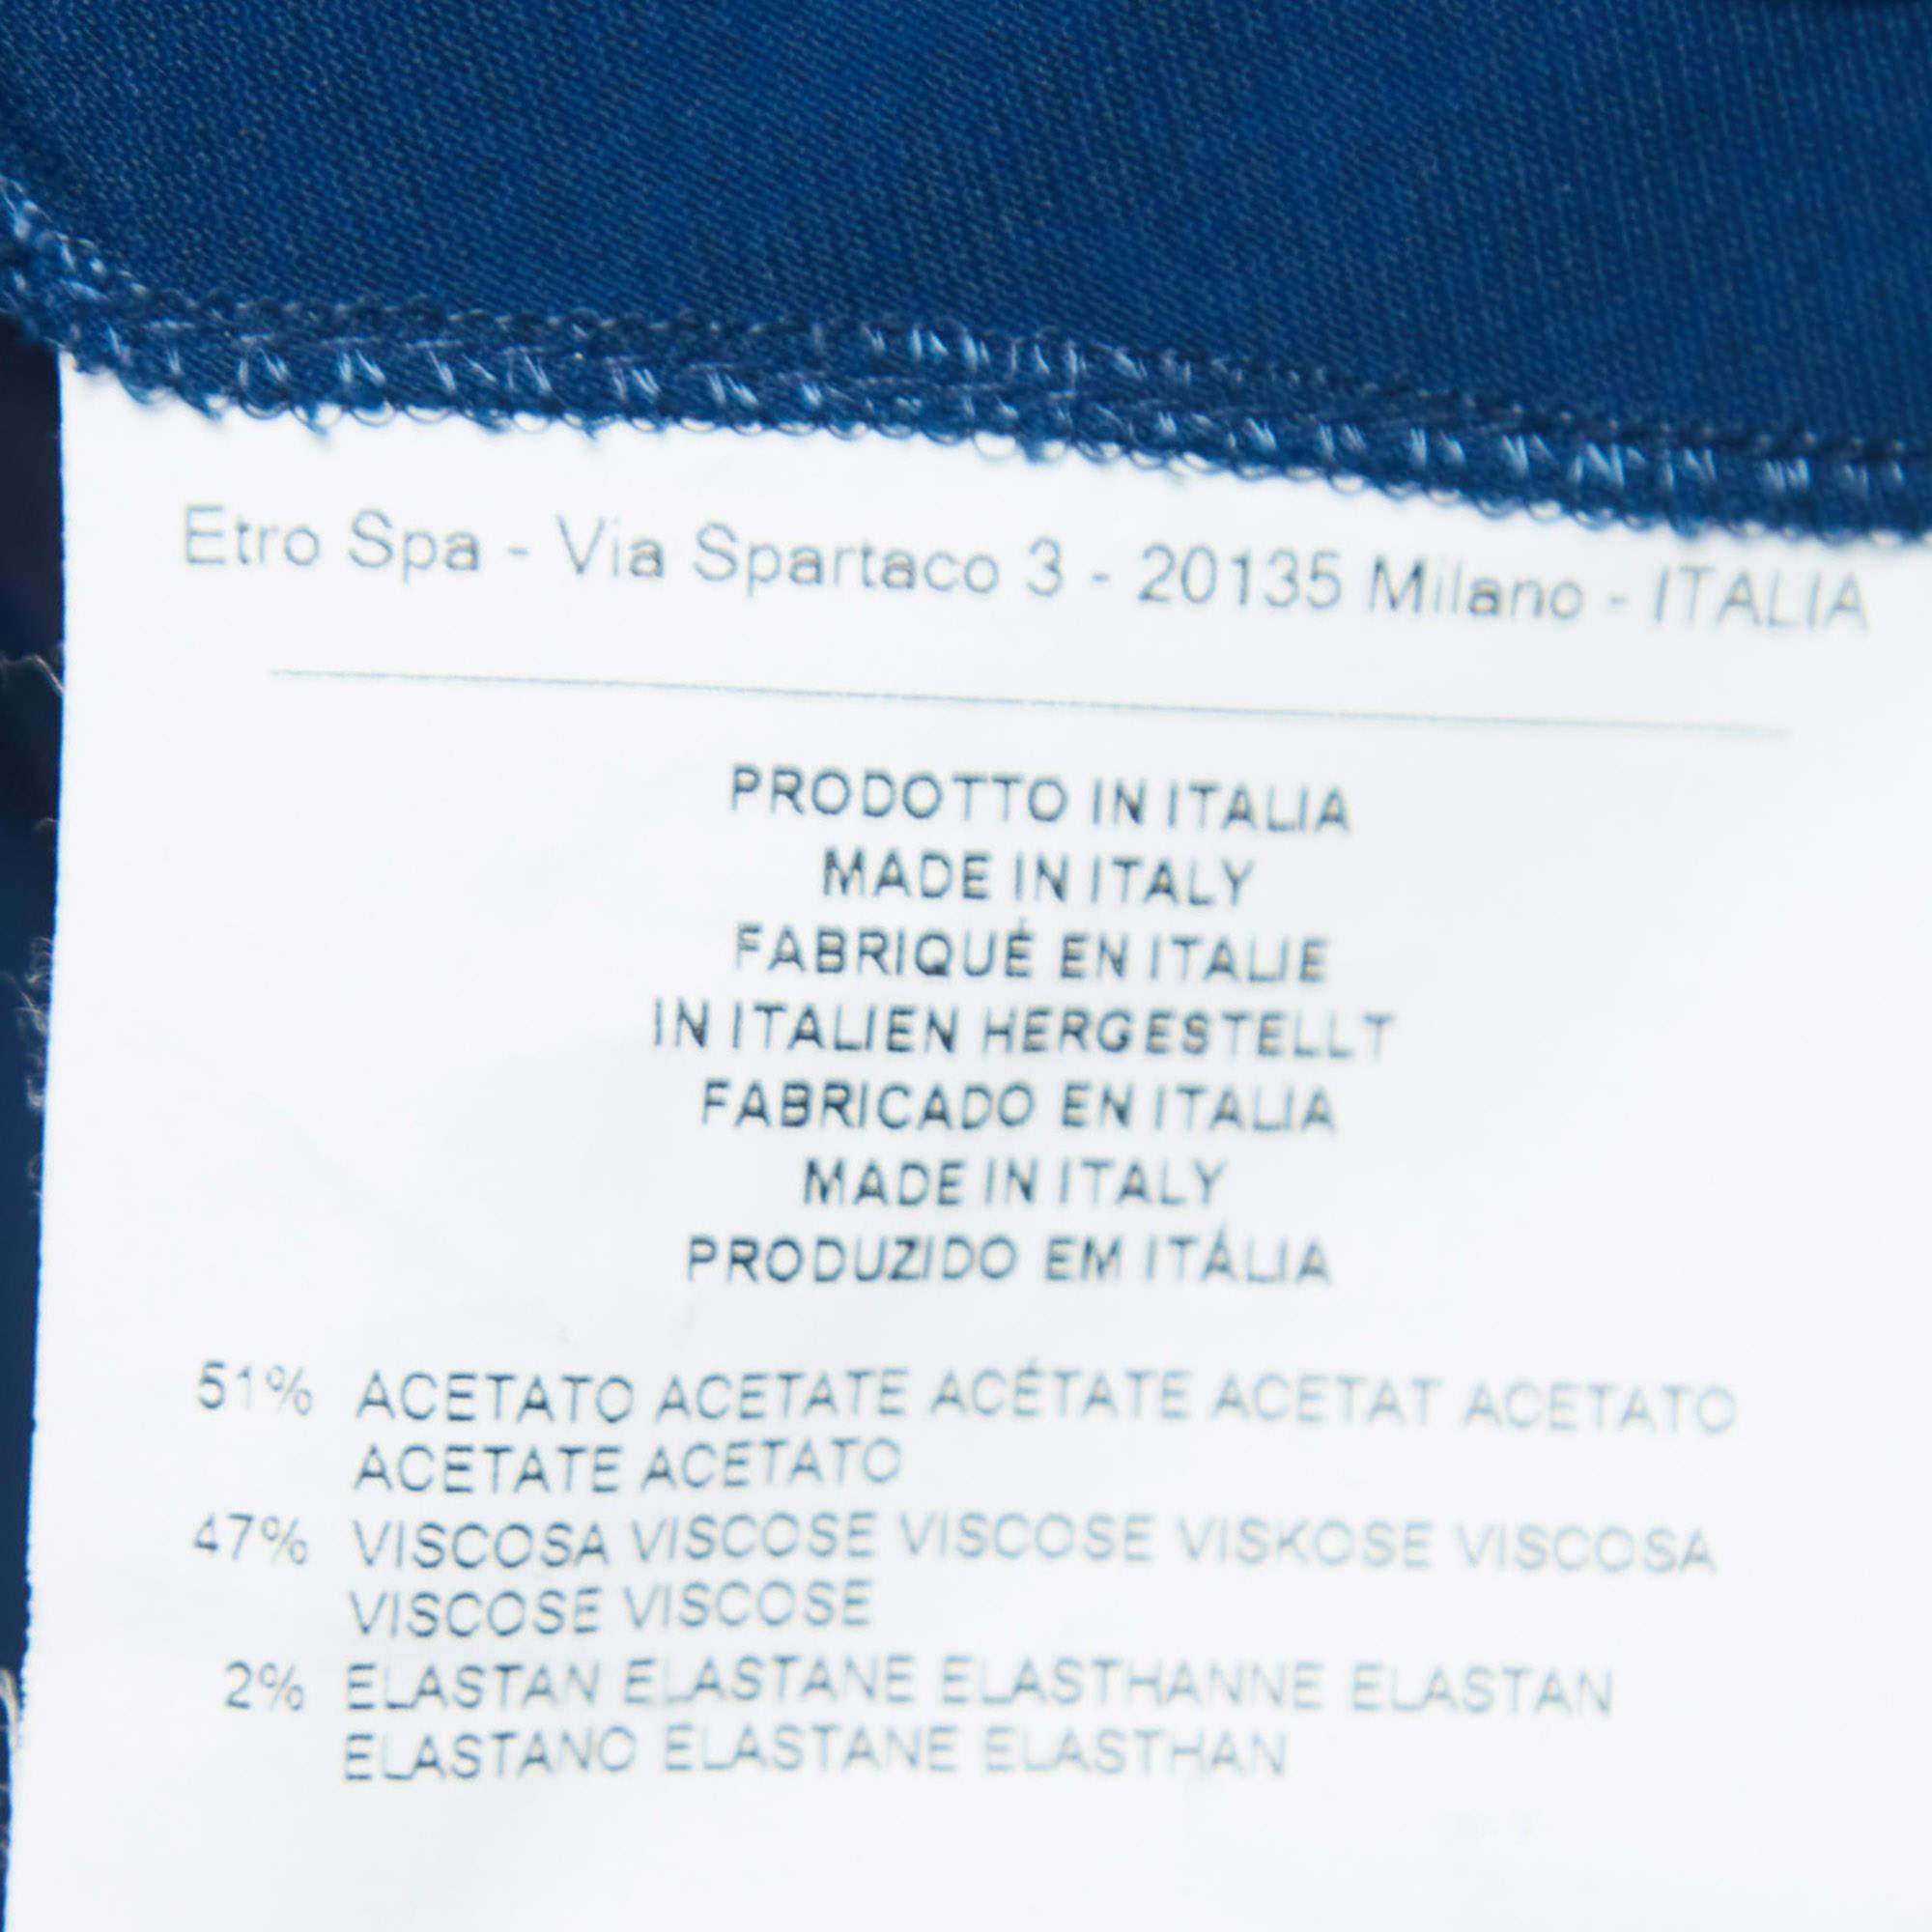 Etro Spa - Via Spartaco 3 - 20135 Milano - ITALIA
PRODOTTO IN ITALIA
MADE IN ITALY
FABRIQUÉ EN ITALIE
IN ITALIEN HERGESTELLT
FABRICADO EN ITALIA
MADE IN ITALY
PRODUZIDO EM ITÁLIA
51% ACETATO ACETATE ACÉTATE ACETAT ACETATO
ACETATE ACETATO
47% VISCOSA VISCOSE VISCOSE VISKOSE VISCOSA
VISCOSE VISCOSE
2% ELASTAN ELASTANE ELASTHANNE ELASTAN
ELASTANO ELASTANE ELASTHAN